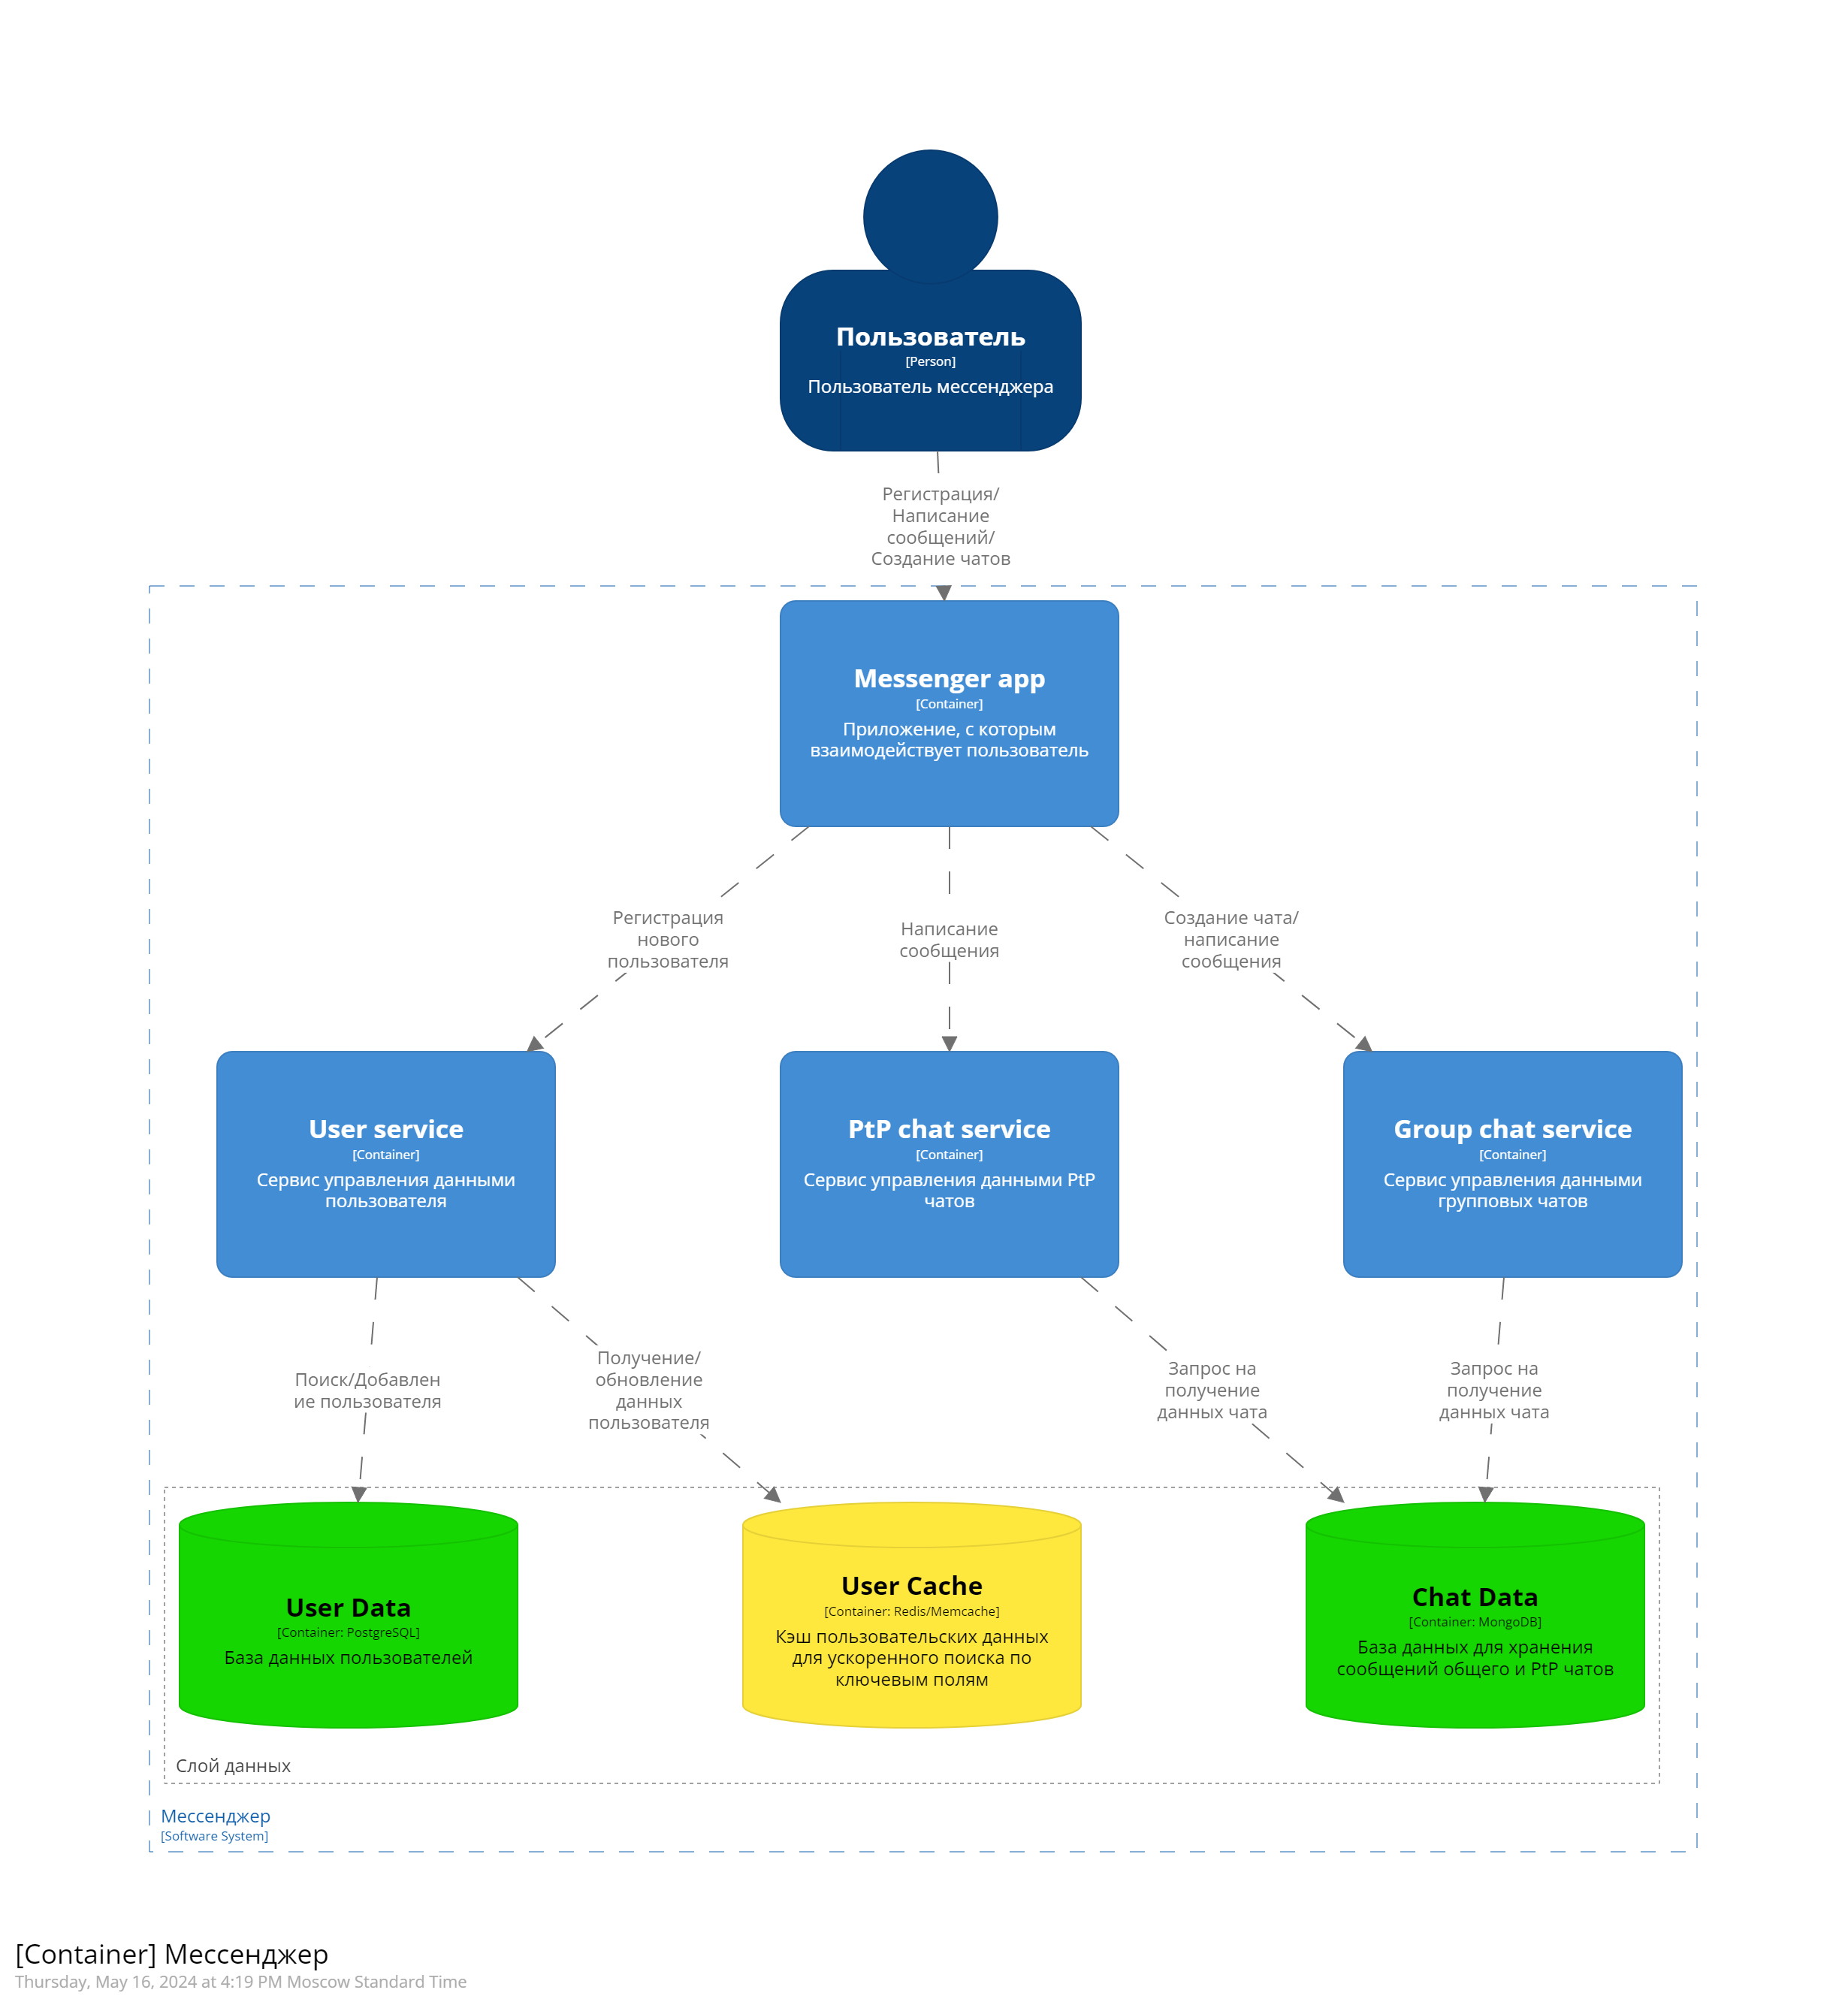 Пользователь
[Person]
Пользователь мессенджера
Регистрация/
Написание
сообщений/
Создание чатов
Messenger app
[Container]
Приложение, с которым
взаимодействует пользователь
Регистрация
нового
пользователя
Написание
сообщения
Создание чата/
написание
сообщения
User service
[Container]
Сервис управления данными
пользователя
PtP chat service
[Container]
Сервис управления данными PtP
чатов
Group chat service
[Container]
Сервис управления данными
групповых чатов
Поиск/Добавлен
ие пользователя
Получение/
обновление
данных
пользователя
Запрос на
получение
данных чата
Запрос на
получение
данных чата
User Data
[Container: PostgreSQL]
База данных пользователей
User Cache
[Container: Redis/Memcache]
Кэш пользовательских данных
для ускоренного поиска по
ключевым полям
Chat Data
[Container: MongoDB]
База данных для хранения
сообщений общего и PtP чатов
Слой данных
Мессенджер
[Software System]
[Container] Мессенджер
Thursday, May 16, 2024 at 4:19 PM Moscow Standard Time